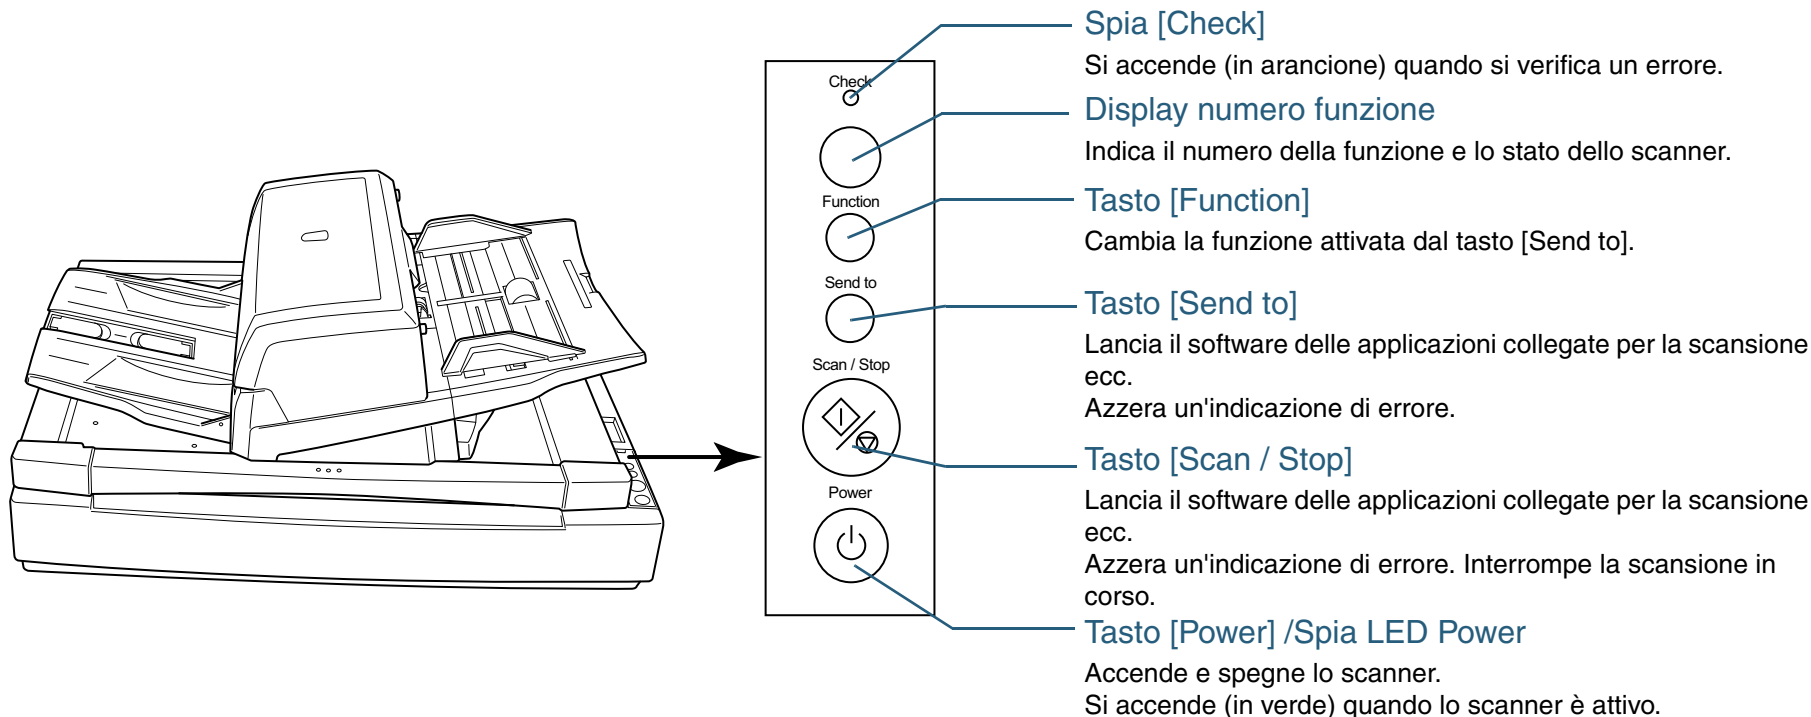 Check
Function
Send to
Scan / Stop
Power
Spia [Check]
Si accende (in arancione) quando si verifica un errore.
Display numero funzione
Indica il numero della funzione e lo stato dello scanner.
Tasto [Function]
Cambia la funzione attivata dal tasto [Send to].
Tasto [Send to]
Lancia il software delle applicazioni collegate per la scansione
ecc.
Azzera un'indicazione di errore.
Tasto [Scan / Stop]
Lancia il software delle applicazioni collegate per la scansione
ecc.
Azzera un'indicazione di errore. Interrompe la scansione in
corso.
Tasto [Power] /Spia LED Power
Accende e spegne lo scanner.
Si accende (in verde) quando lo scanner è attivo.